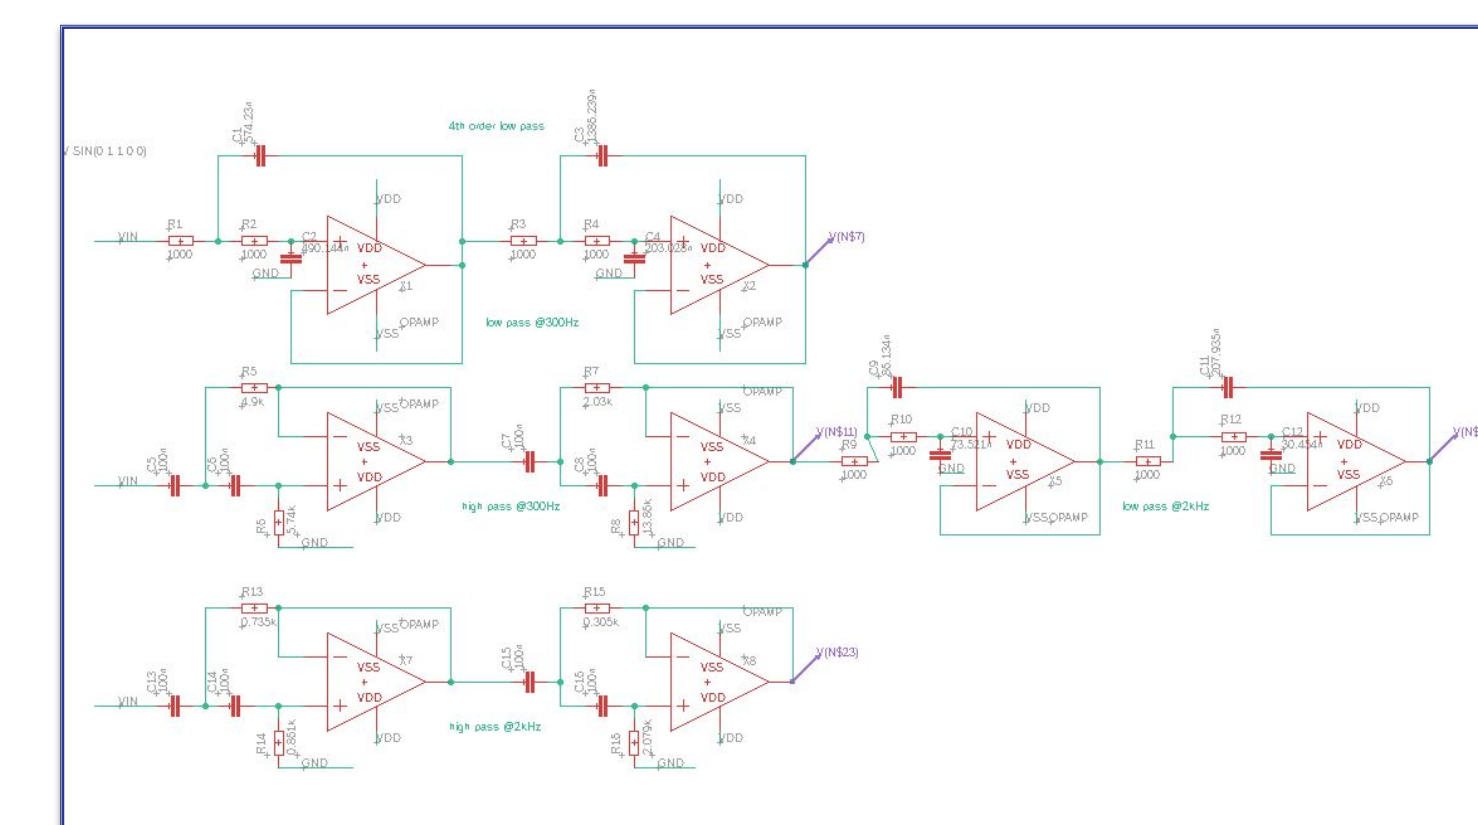 V SIN(0 1 1 0 0)
4th order low pass
C1
574.23n
C3
1386.239n
VDD
VDD
VIN
R1
1000
R2
1000
C2
490.144n
VDD
+
VSS
X1
R3
1000
R4
1000
C4
203.028n
VDD
+
VSS
X2
V(N$7)
GND
GND
VSS
OPAMP
VSS
OPAMP
low pass @300Hz
R5
4.9k
R7
2.03k
C9
86.134n
C11
207.935n
VSS
OPAMP
VSS
OPAMP
VDD
VDD
C5
100n
C6
100n
VIN
VSS
+
VDD
X3
C7
100n
C8
100n
VSS
+
VDD
X4
V(N$11)
R9
1000
R10
1000
C10
73.521n
GND
VDD
+
VSS
X5
R11
1000
R12
1000
C12
30.454n
GND
VDD
+
VSS
X6
V(N$
R6
5.74k
GND
VDD
high pass @300Hz
R8
13.86k
GND
VDD
VSS
OPAMP
low pass @2kHz
VSS
OPAMP
R13
0.735k
R15
0.305k
VSS
OPAMP
VSS
OPAMP
C13
100n
C14
100n
VIN
VSS
+
VDD
X7
C15
100n
C16
100n
VSS
+
VDD
X8
V(N$23)
R14
0.861k
GND
VDD
high pass @2kHz
R16
2.079k
GND
VDD